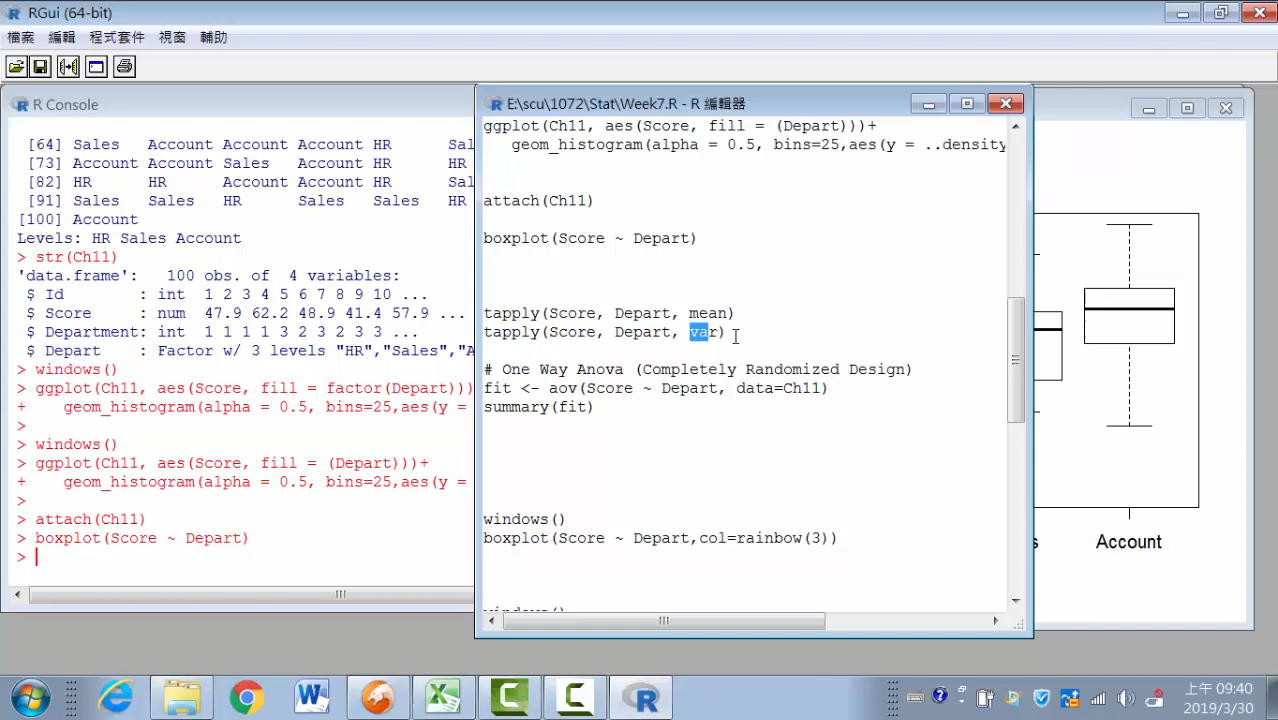 RGui (64-bit)
檔案 編輯 程式套件 視窗 輔助
R Console
[64] Sales Account Account HR Sal
[73] Account Account Sales HR HR
[82] HR HR Account Account HR Sal
[91] Sales Sales HR Sales Sales HR
[100] Account
Levels: HR Sales Account
> str(Ch11)
'data.frame': 100 obs. of 4 variables:
$ Id : int 1 2 3 4 5 6 7 8 9 10 ...
$ Score : num 47.9 62.2 48.9 41.4 57.9 ...
$ Department: int 1 1 1 1 3 2 3 2 3 3 ...
$ Depart : Factor w/ 3 levels "HR","Sales","A
> windows()
> ggplot(Ch11, aes(Score, fill = factor(Depart)))
+ geom_histogram(alpha = 0.5, bins=25,aes(y =
>
> windows()
> ggplot(Ch11, aes(Score, fill = (Depart)))+
+ geom_histogram(alpha = 0.5, bins=25,aes(y =
>
> attach(Ch11)
> boxplot(Score ~ Depart)
>
E:\scu\1072\Stat\Week7.R - R 編輯器
ggplot(Ch11, aes(Score, fill = (Depart)))+
geom_histogram(alpha = 0.5, bins=25,aes(y = ..density
attach(Ch11)
boxplot(Score ~ Depart)
tapply(Score, Depart, mean)
tapply(Score, Depart, var)
# One Way Anova (Completely Randomized Design)
fit <- aov(Score ~ Depart, data=Ch11)
summary(fit)
windows()
boxplot(Score ~ Depart,col=rainbow(3))
windows()
s Account
上午 09:40
2019/3/30